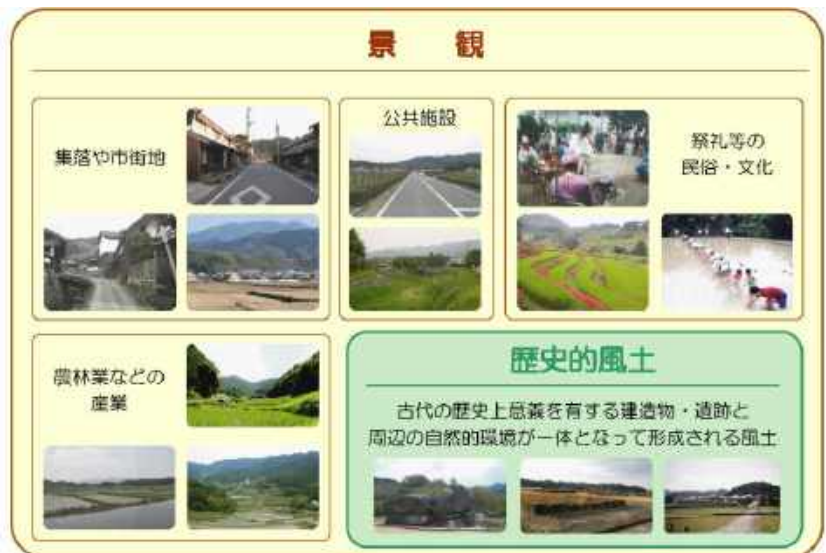 景　観
集落や市街地
公共施設
祭礼等の
民俗・文化
農林業などの
産業
歴史的風土
古代の歴史上意義を有する建造物・遺跡と
周辺の自然的環境が一体となって形成される風土